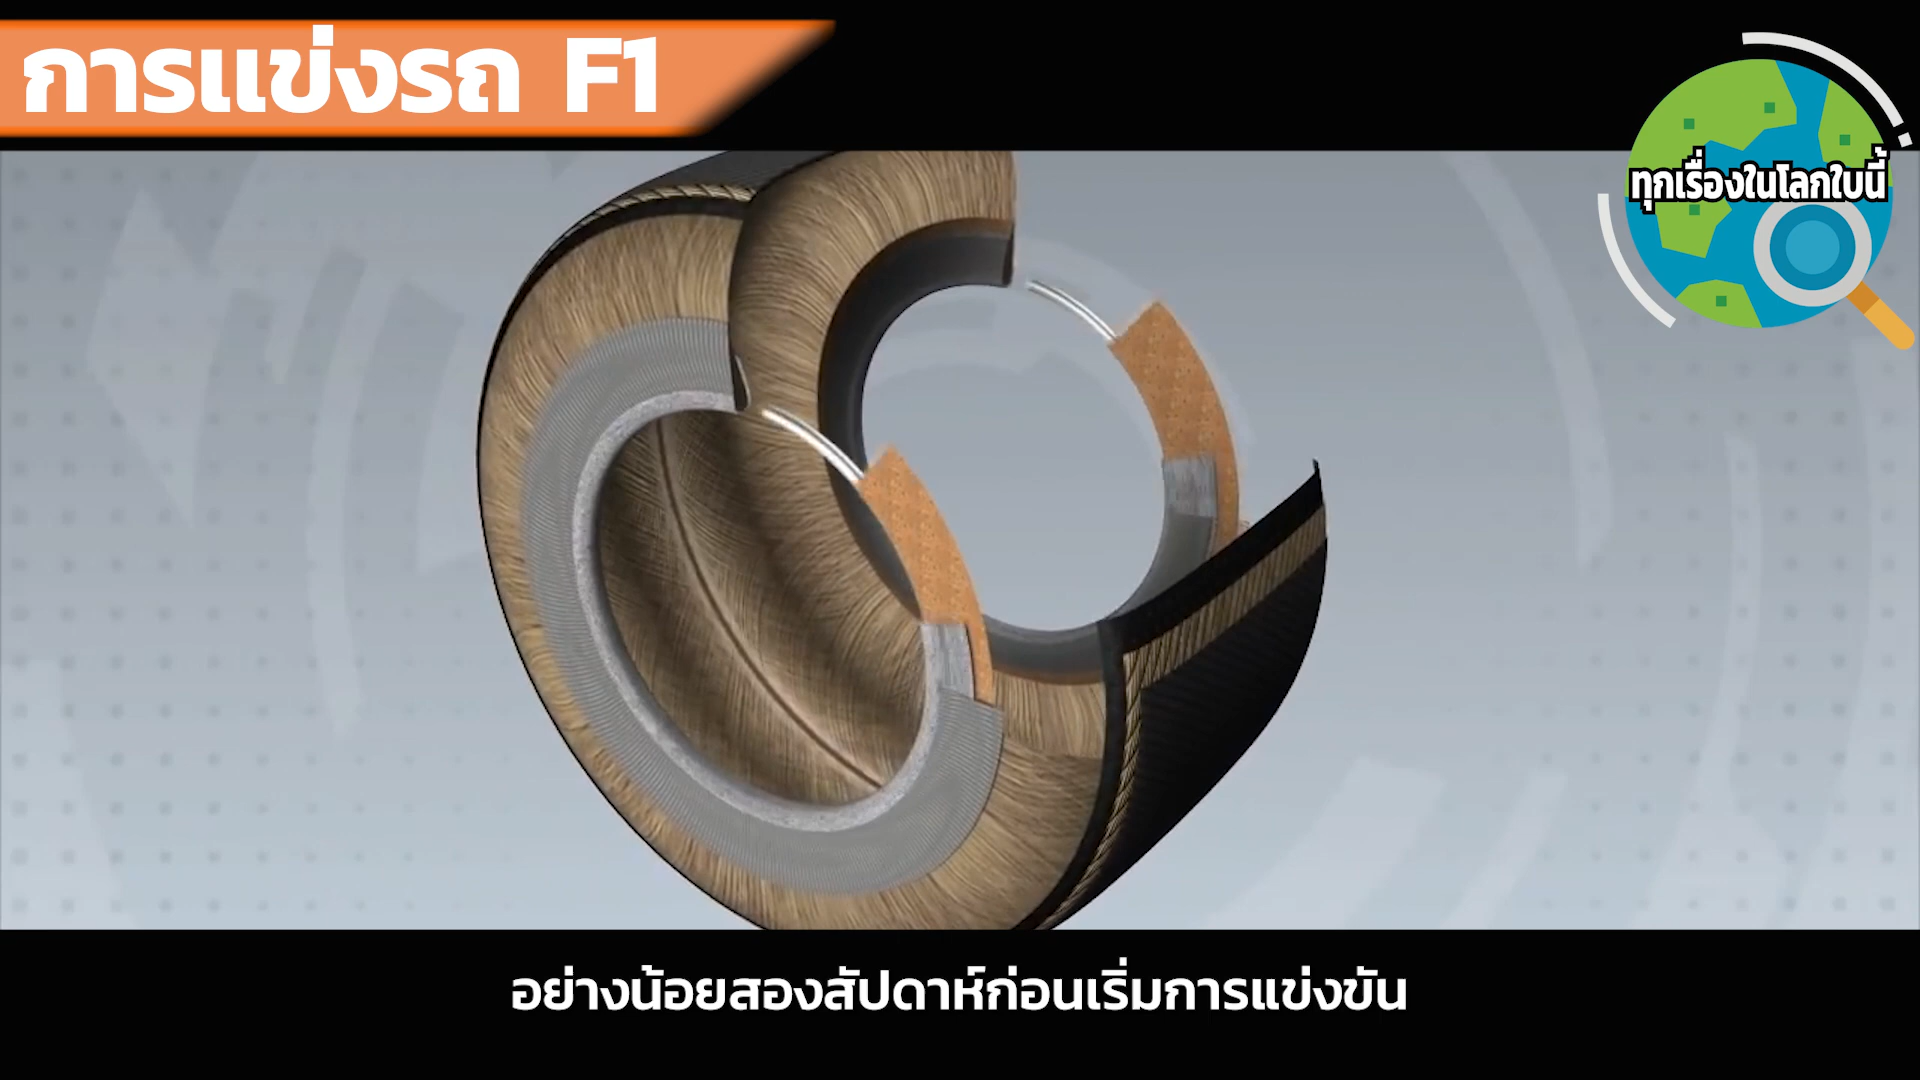 การแข่งรถ F1
ทุกเรื่องในโลกใบนี้
อย่างน้อยสองสัปดาห์ก่อนเริ่มการแข่งขัน